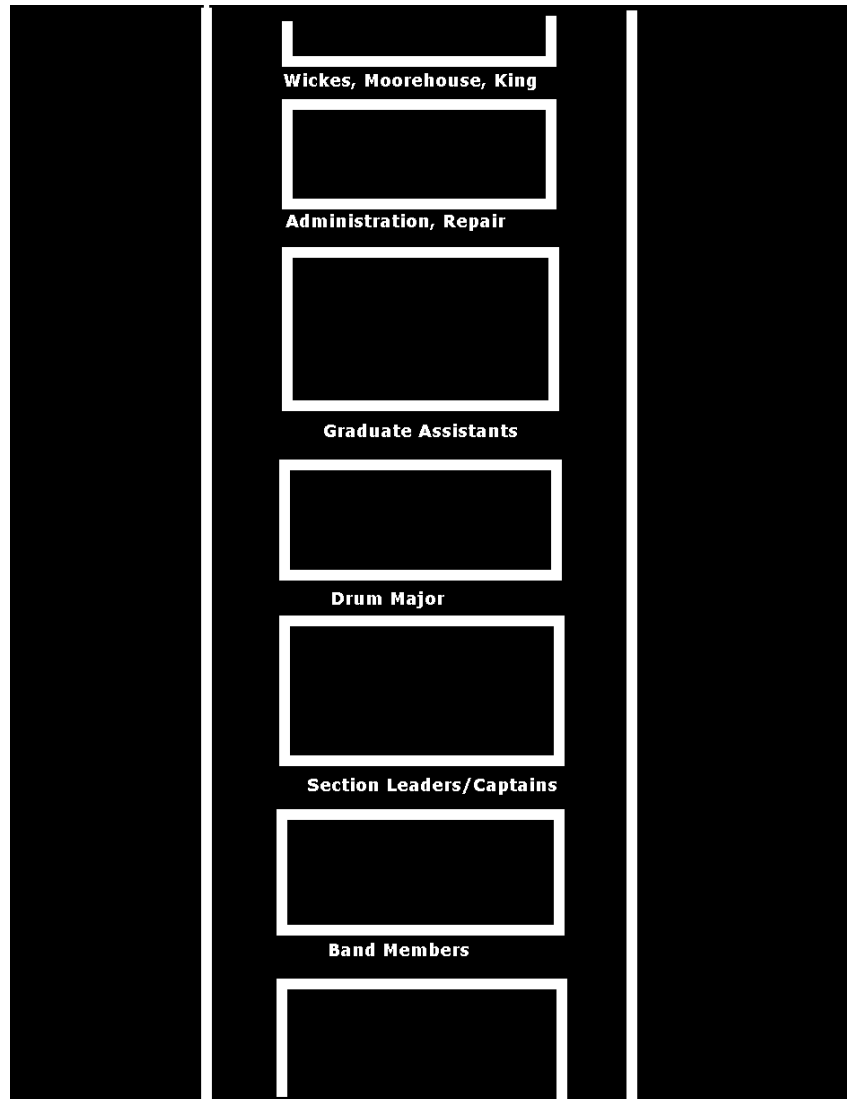 Wickes, Moorehouse, King
Administration, Repair
Graduate Assistants
Drum Major
Section Leaders/Captains
Band Members